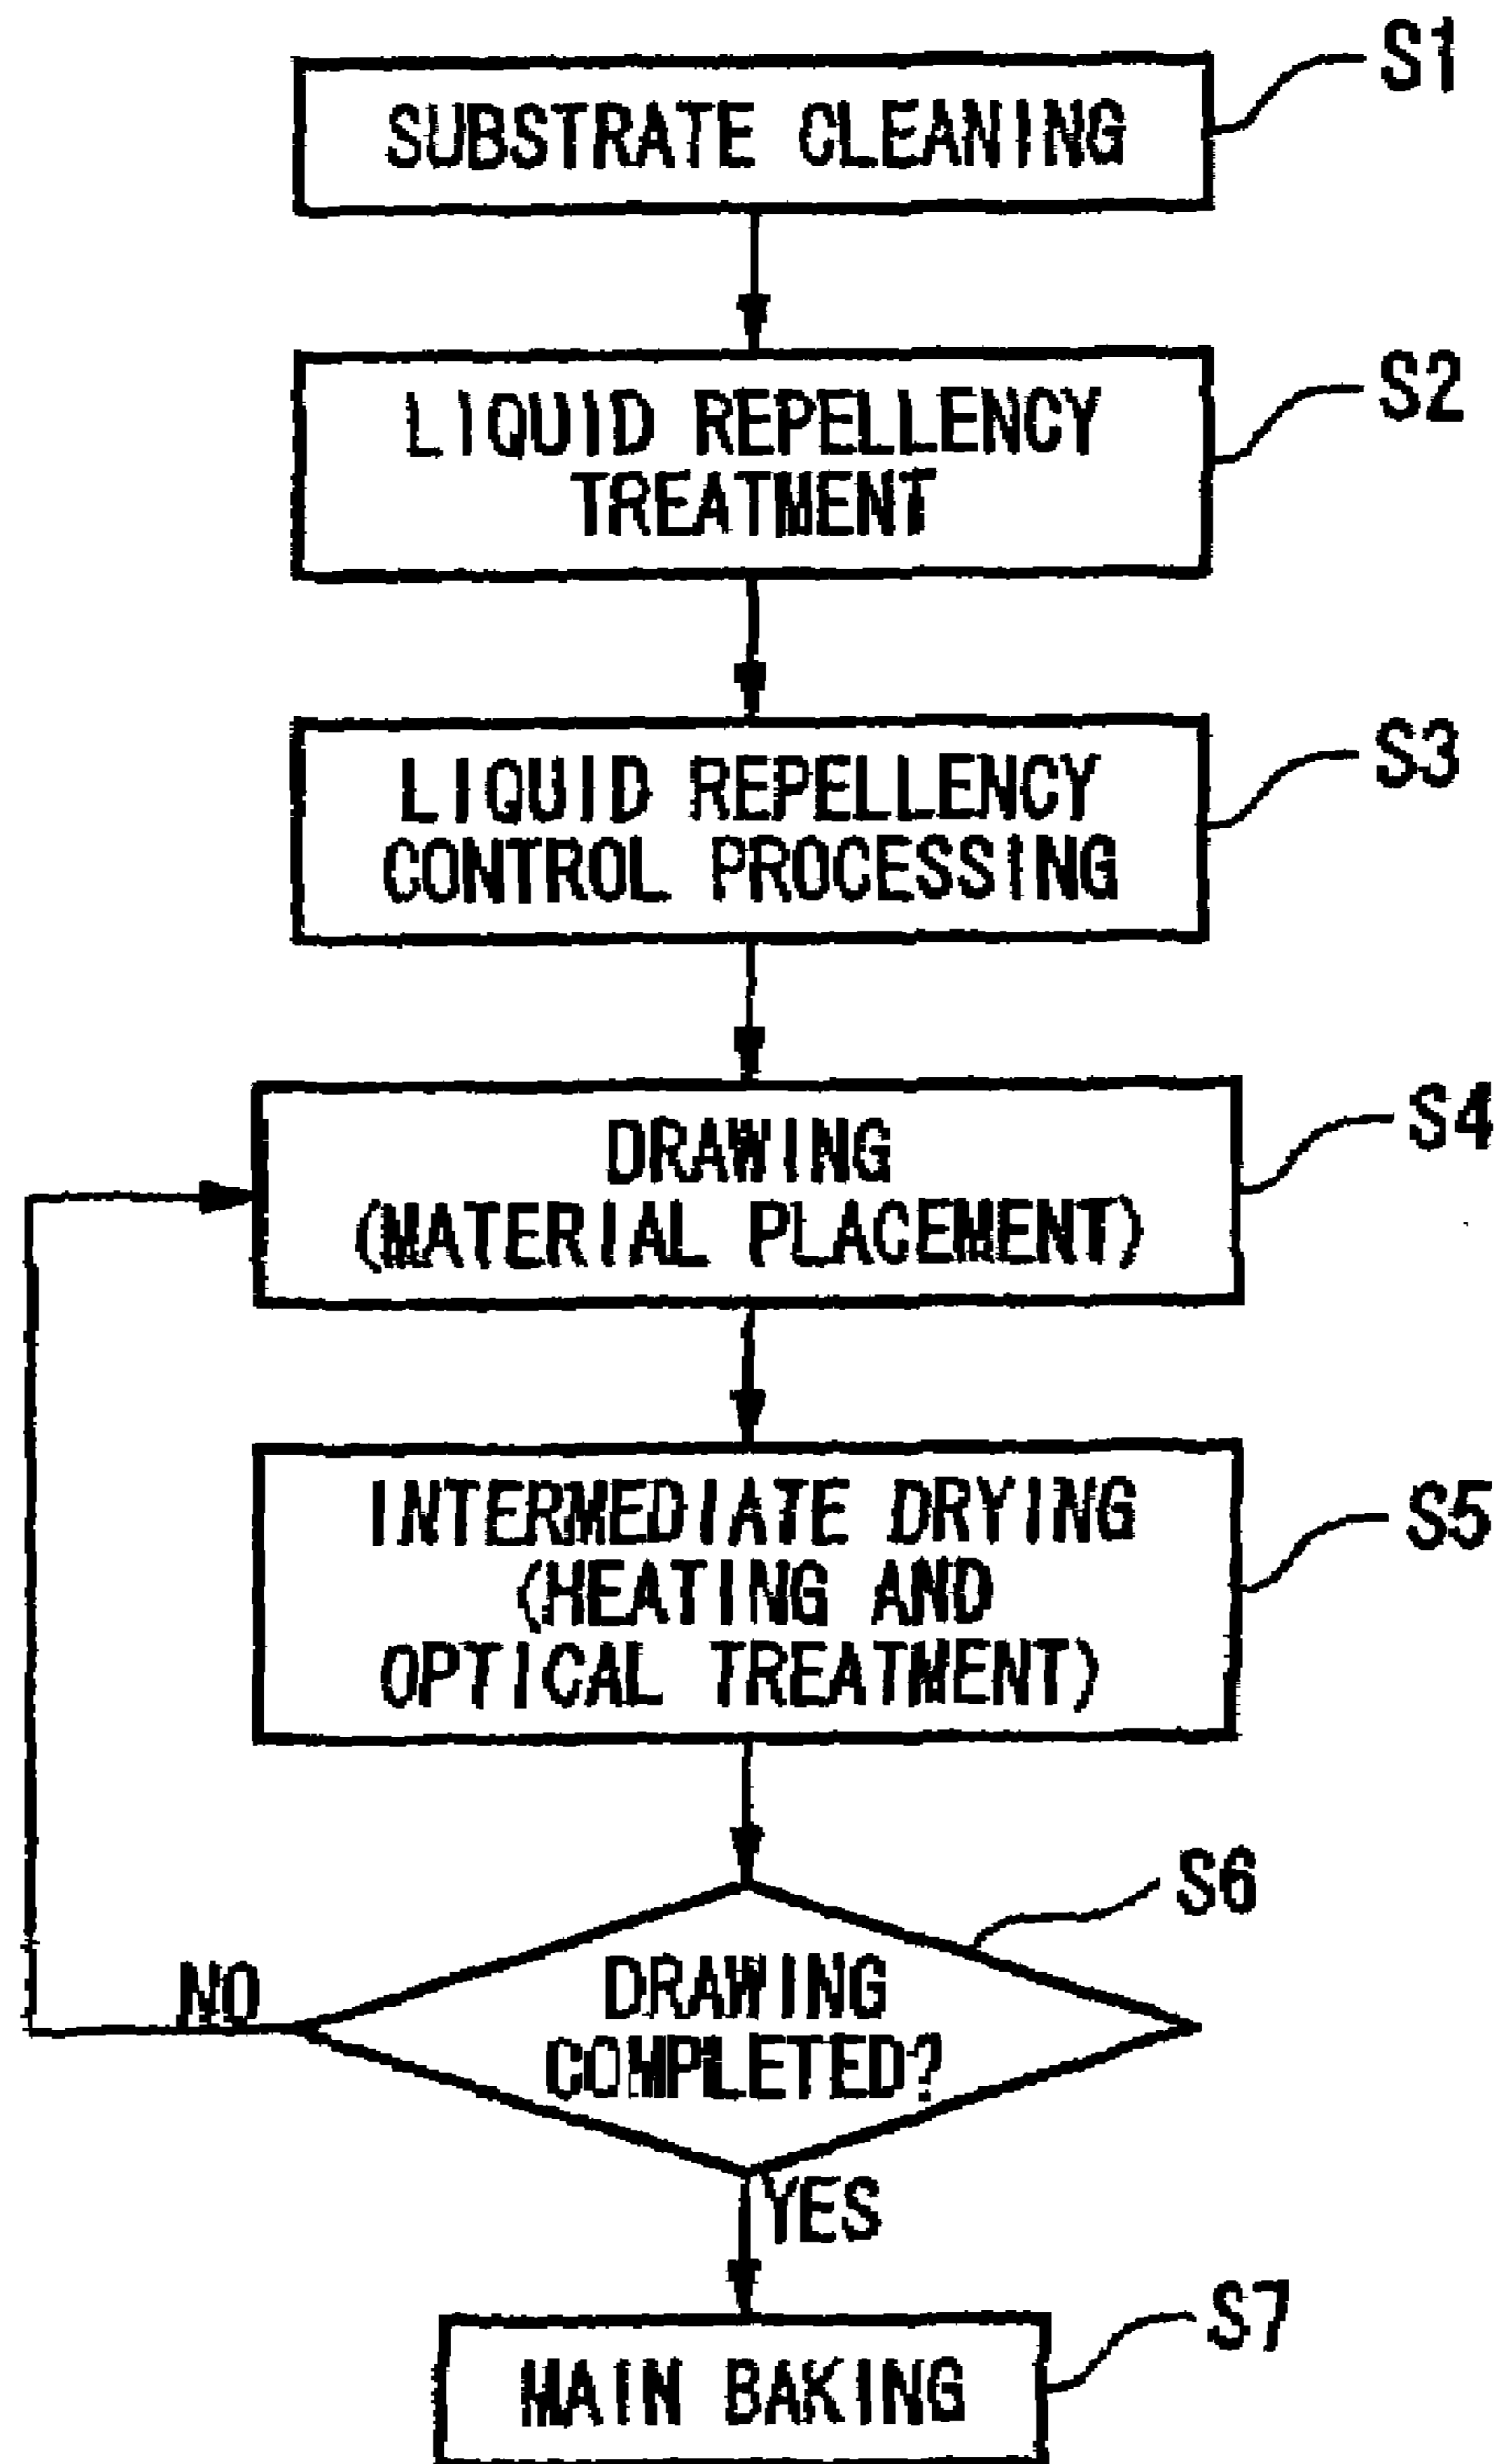 S1
SUBSTRATE CLEANING
S2
LIQUID REPELLENCY
TREATMENT
S3
LIQUID REPELLENCY
CONTROL PROCESSING
S4
DRAWING
(MATERIAL PLACEMENT)
S5
INTERMEDIATE DRYING
(HEATING AND
OPTICAL TREATMENT)
S6
NO
DRAWING
COMPLETED?
YES
S7
MAIN BAKING